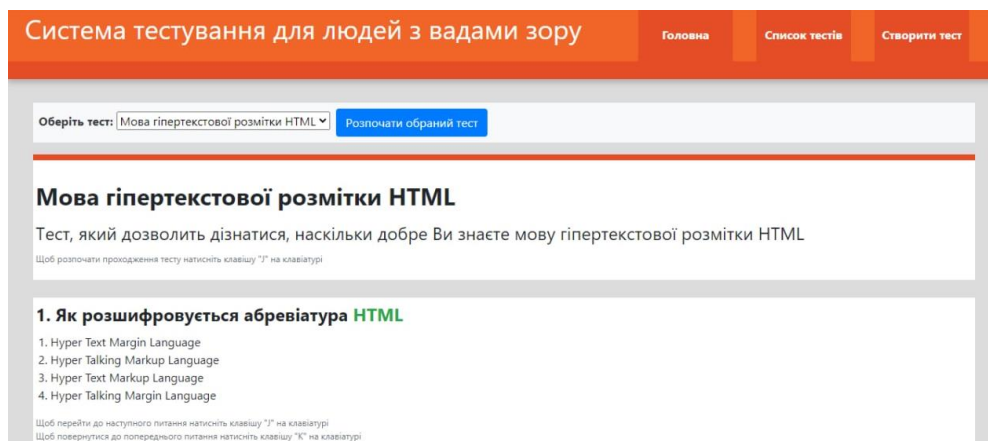 Система тестування для людей з вадами зору
Головна
Список тестів
Створити тест
Оберіть тест: Мова гіпертекстової розмітки HTML Розпочати обраний тест
Мова гіпертекстової розмітки HTML
Тест, який дозволить дізнатися, наскільки добре Ви знаєте мову гіпертекстової розмітки HTML
Щоб розпочати проходження тесту натисніть клавішу "J" на клавіатурі
1. Як розшифровується абревіатура HTML
1. Hyper Text Margin Language
2. Hyper Talking Markup Language
3. Hyper Text Markup Language
4. Hyper Talking Margin Language
Щоб перейти до наступного питання натисніть клавішу "J" на клавіатурі
Щоб повернутися до попереднього питання натисніть клавішу "K" на клавіатурі